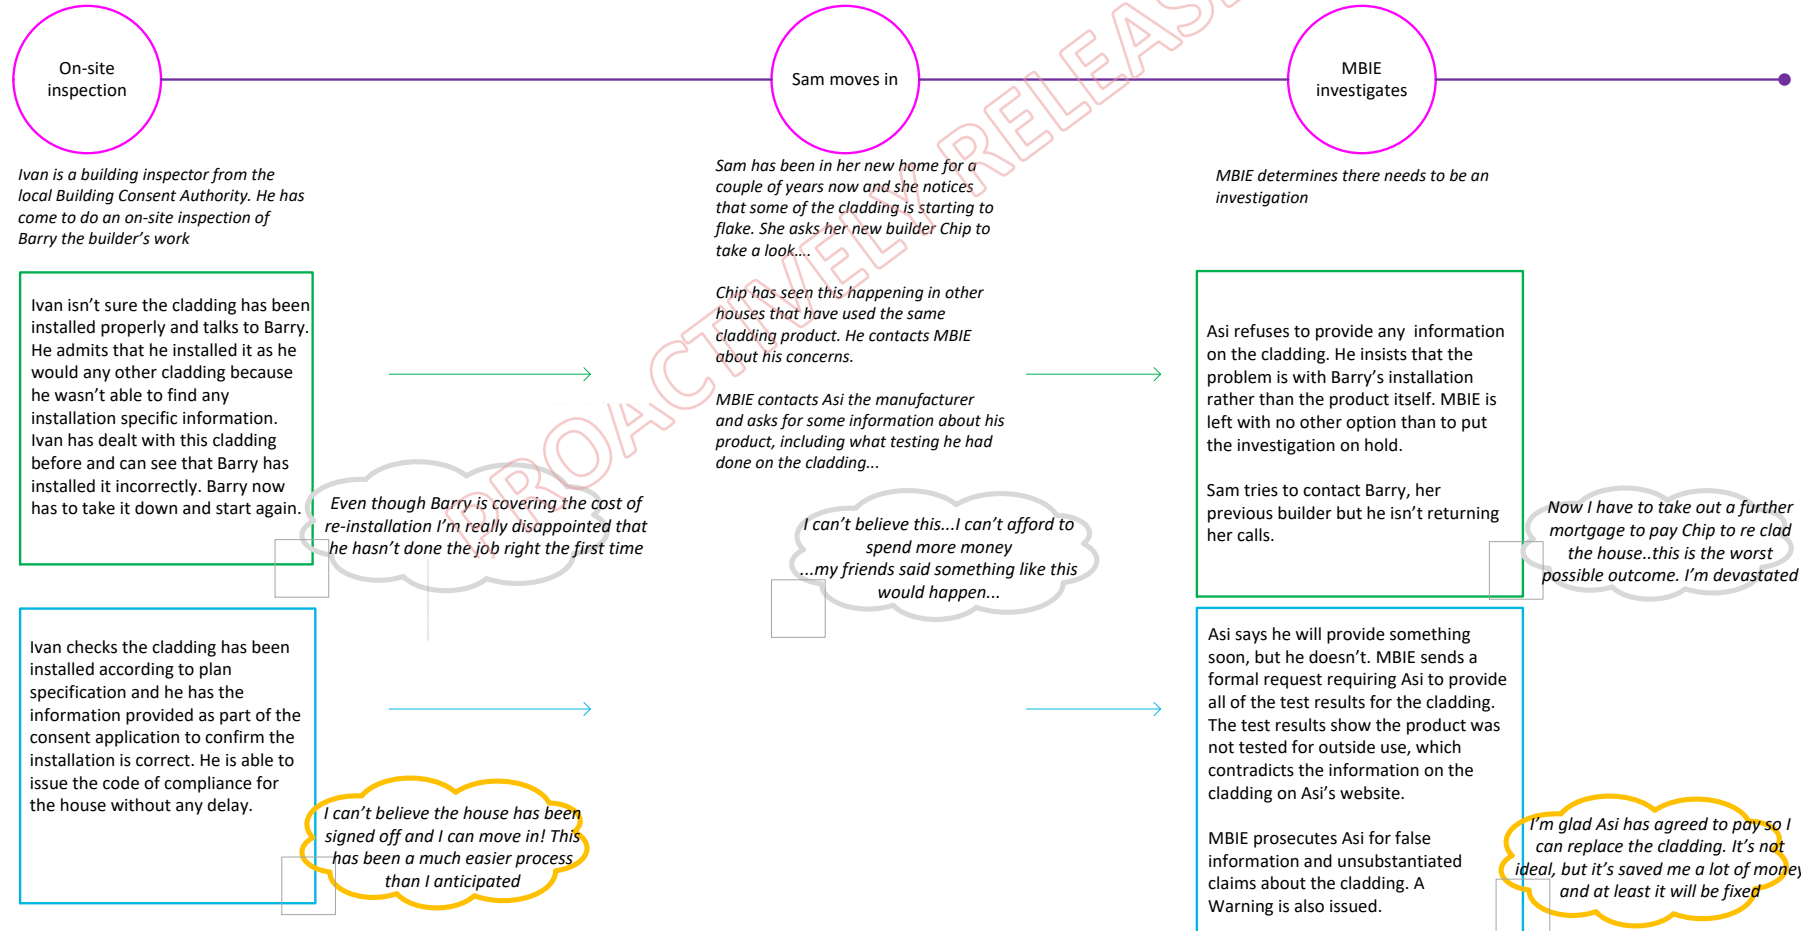 On-site
inspection
Sam moves in
MBIE
investigates
Ivan is a building inspector from the
local Building Consent Authority. He has
come to do an on-site inspection of
Barry the builder’s work
Sam has been in her new home for a
couple of years now and she notices
that some of the cladding is starting to
flake. She asks her new builder Chip to
take a look….
Chip has seen this happening in other
houses that have used the same
cladding product. He contacts MBIE
about his concerns.
MBIE contacts Asi the manufacturer
and asks for some information about his
product, including what testing he had
done on the cladding...
MBIE determines there needs to be an
investigation
Ivan isn’t sure the cladding has been
installed properly and talks to Barry.
He admits that he installed it as he
would any other cladding because
he wasn’t able to find any
installation specific information.
Ivan has dealt with this cladding
before and can see that Barry has
installed it incorrectly. Barry now
has to take it down and start again.
Even though Barry is covering the cost of
re-installation I’m really disappointed that
he hasn’t done the job right the first time
I can’t believe this...I can’t afford to
spend more money
...my friends said something like this
would happen...
Asi refuses to provide any information
on the cladding. He insists that the
problem is with Barry’s installation
rather than the product itself. MBIE is
left with no other option than to put
the investigation on hold.
Sam tries to contact Barry, her
previous builder but he isn’t returning
her calls.
Now I have to take out a further
mortgage to pay Chip to re clad
the house..this is the worst
possible outcome. I’m devastated
Ivan checks the cladding has been
installed according to plan
specification and he has the
information provided as part of the
consent application to confirm the
installation is correct. He is able to
issue the code of compliance for
the house without any delay.
I can’t believe the house has been
signed off and I can move in! This
has been a much easier process
than I anticipated
Asi says he will provide something
soon, but he doesn’t. MBIE sends a
formal request requiring Asi to provide
all of the test results for the cladding.
The test results show the product was
not tested for outside use, which
contradicts the information on the
cladding on Asi’s website.
MBIE prosecutes Asi for false
information and unsubstantiated
claims about the cladding. A
Warning is also issued.
I’m glad Asi has agreed to pay so I
can replace the cladding. It’s not
ideal, but it’s saved me a lot of money
and at least it will be fixed
PROACTIVELY RELEAS